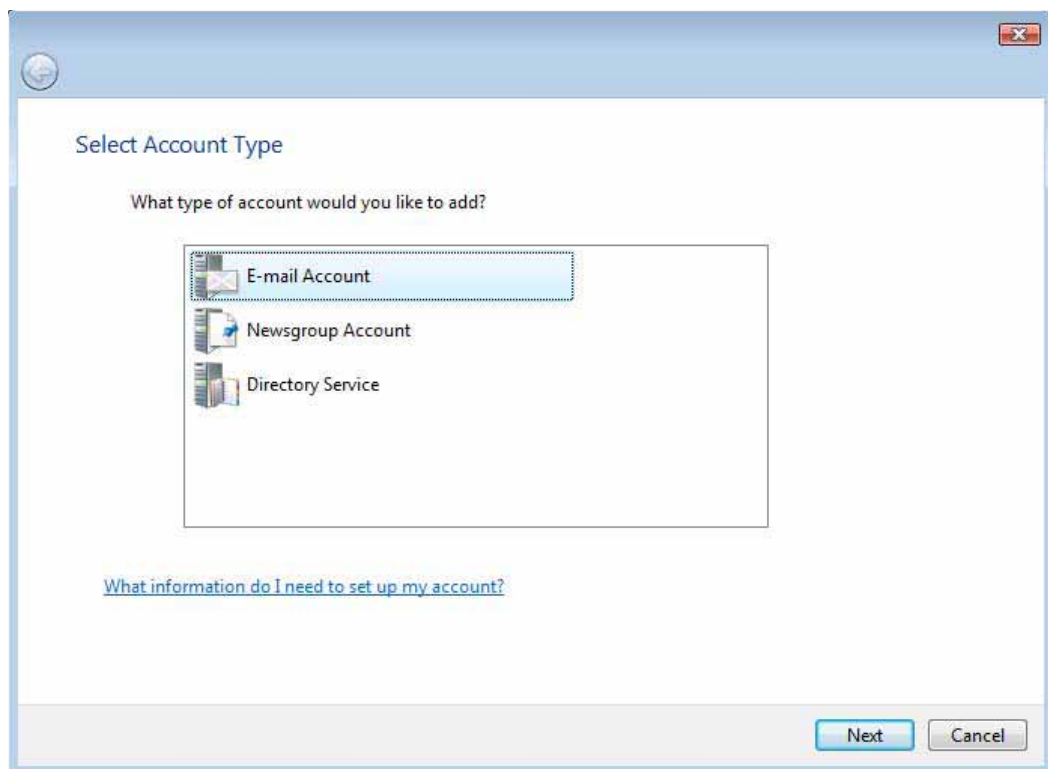 Select Account Type
What type of account would you like to add?
E-mail Account
Newsgroup Account
Directory Service
What information do I need to set up my account?
Next
Cancel